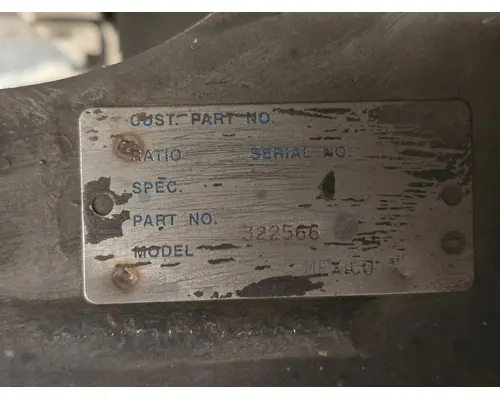 CUST. PART NO.
RATIO SERIAL NO.
SPEC.
PART NO. 322566
MODEL
MEXICO